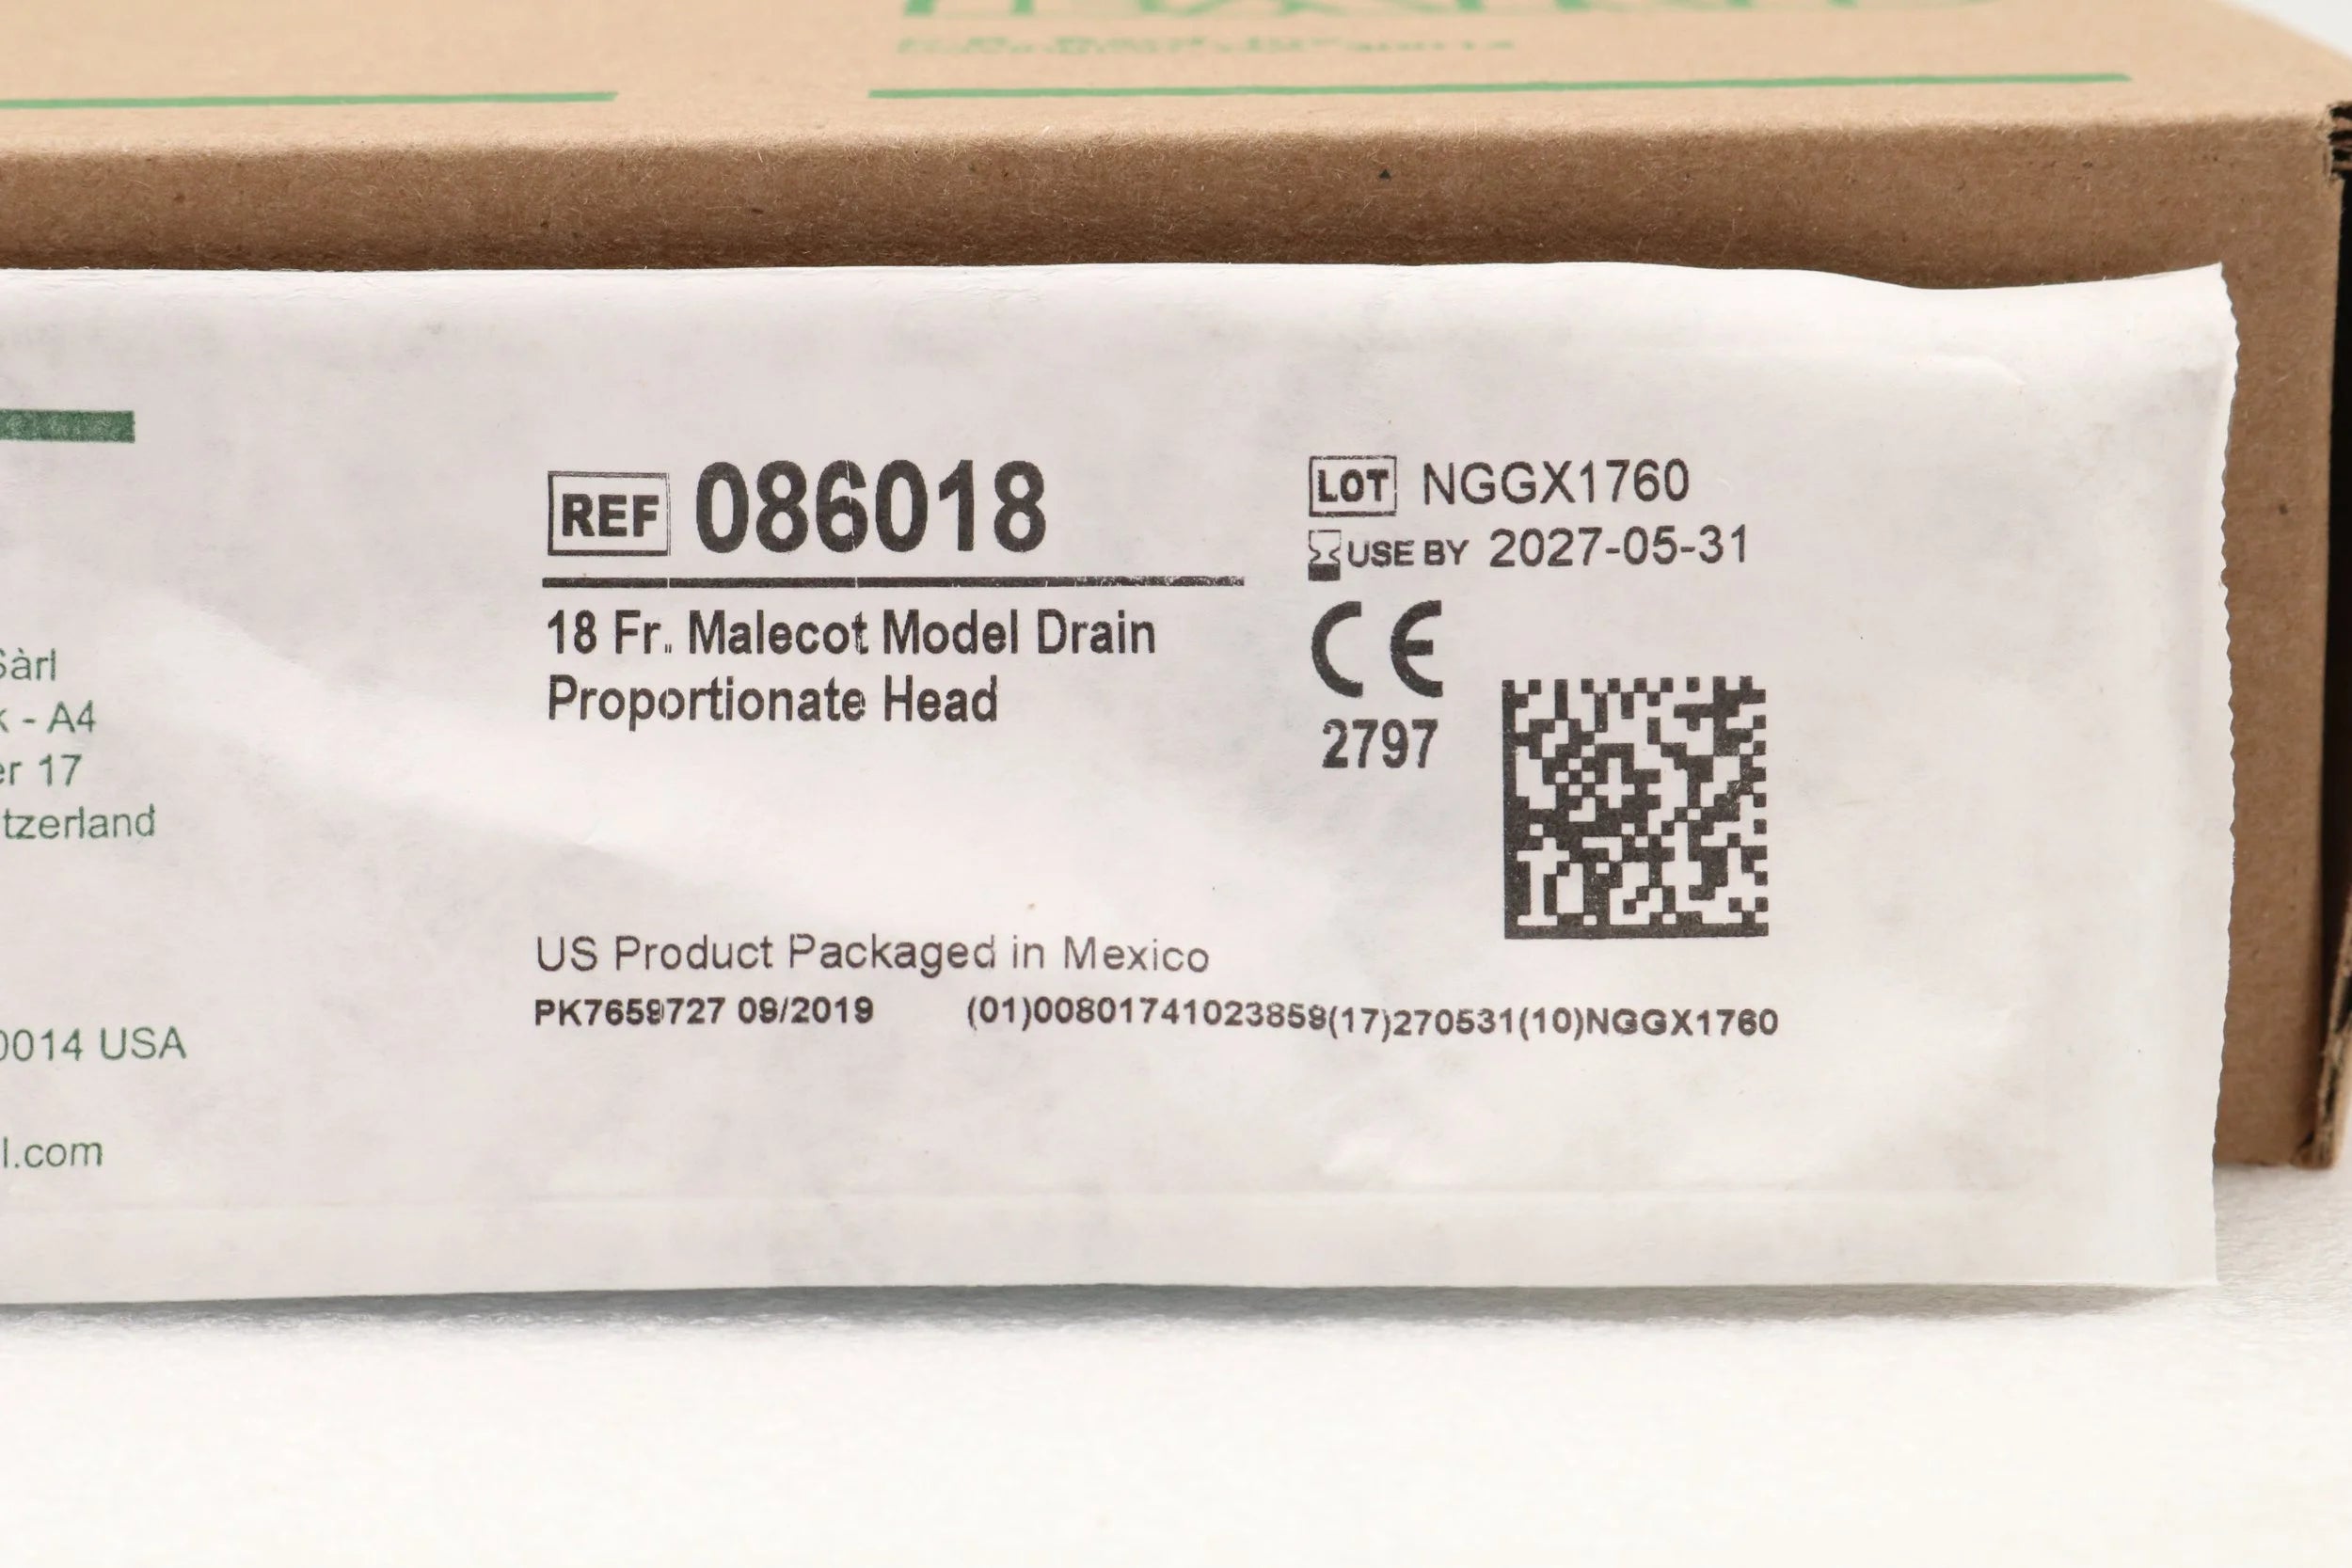 REF 086018
18 Fr. Malecot Model Drain
Proportionate Head
LOT NGGX1760
USE BY 2027-05-31
CE
2797
Sàrl
k - A4
er 17
tzerland
0014 USA
l.com
US Product Packaged in Mexico
PK7659727 09/2019 (01)00801741023859(17)270531(10)NGGX1760